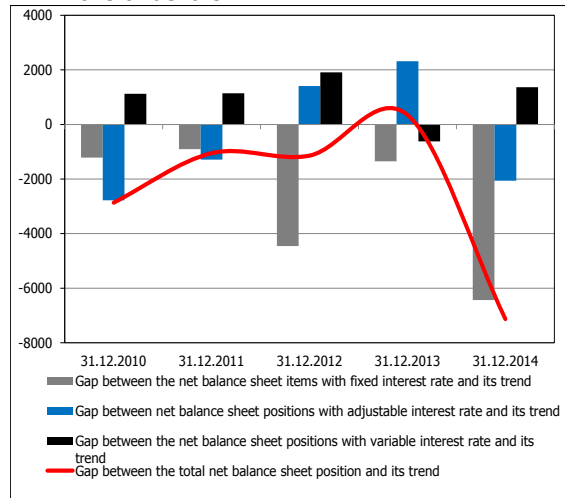 4000
2000
0
-2000
-4000
-6000
-8000
31.12.2010 31.12.2011 31.12.2012 31.12.2013 31.12.2014
Gap between the net balance sheet items with fixed interest rate and its trend
Gap between net balance sheet positions with adjustable interest rate and its trend
Gap between the net balance sheet positions with variable interest rate and its
trend
Gap between the total net balance sheet position and its trend